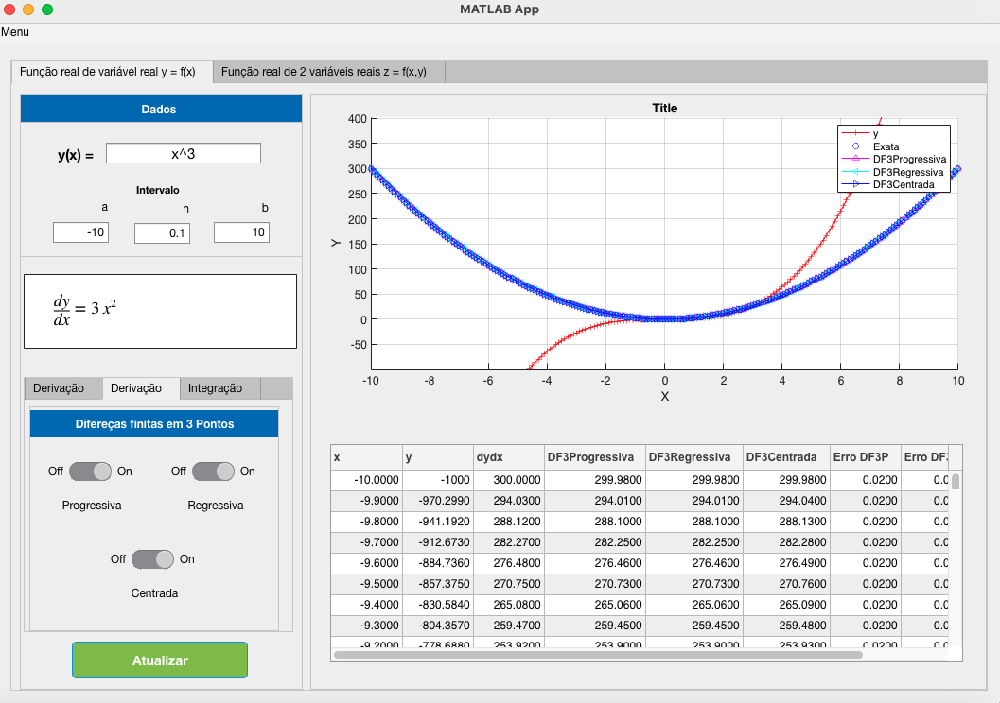 MATLAB App
Menu
Função real de variável real y = f(x) Função real de 2 variáveis reais z = f(x,y)
Dados
y(x) = x^3
Intervalo
a h b
-10 0.1 10
dy/dx = 3 x^2
Derivação Derivação Integração
Difereças finitas em 3 Pontos
Off On Off On
Progressiva Regressiva
Off On
Centrada
Atualizar
Title
400
350
300
250
200
150
100
50
0
-50
Y
-10 -8 -6 -4 -2 0 2 4 6 8 10
X
y
Exata
DF3Progressiva
DF3Regressiva
DF3Centrada
x y dydx DF3Progressiva DF3Regressiva DF3Centrada Erro DF3P Erro DF3
-10.0000 -1000 300.0000 299.9800 299.9800 299.9800 0.0200 0.0
-9.9000 -970.2990 294.0300 294.0100 294.0100 294.0400 0.0200 0.0
-9.8000 -941.1920 288.1200 288.1000 288.1000 288.1300 0.0200 0.0
-9.7000 -912.6730 282.2700 282.2500 282.2500 282.2800 0.0200 0.0
-9.6000 -884.7360 276.4800 276.4600 276.4600 276.4900 0.0200 0.0
-9.5000 -857.3750 270.7500 270.7300 270.7300 270.7600 0.0200 0.0
-9.4000 -830.5840 265.0800 265.0600 265.0600 265.0900 0.0200 0.0
-9.3000 -804.3570 259.4700 259.4500 259.4500 259.4800 0.0200 0.0
-9.2000 -778.6880 253.9200 253.9000 253.9000 253.9300 0.0200 0.0